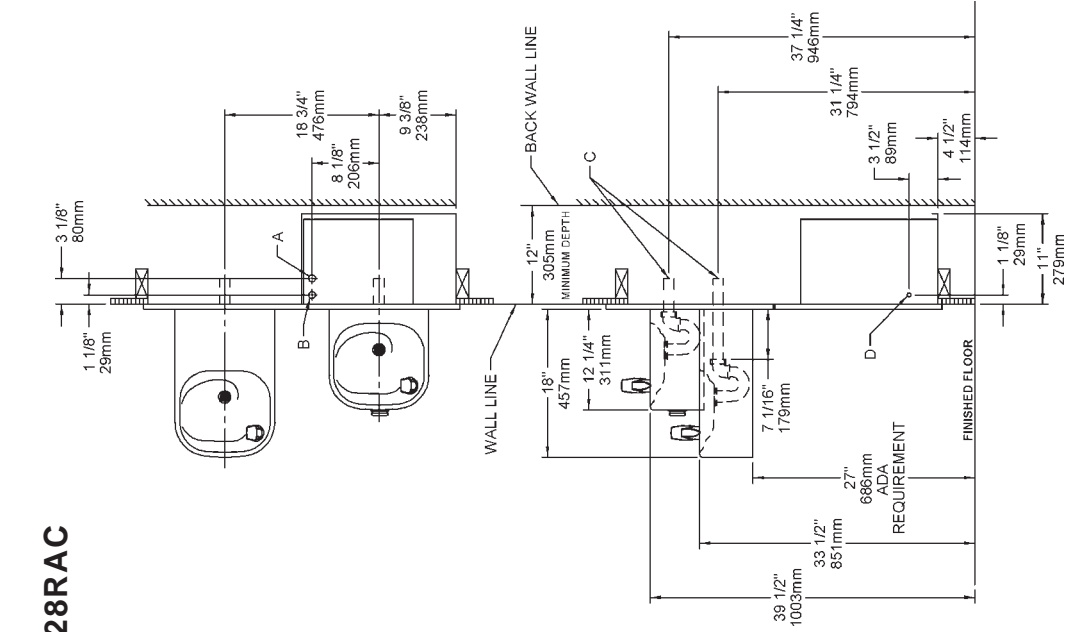 28RAC
3 1/8"
80mm
1 1/8"
29mm
A
B
18 3/4"
476mm
8 1/8"
206mm
9 3/8"
238mm
BACK WALL LINE
WALL LINE
12"
305mm
MINIMUM DEPTH
C
37 1/4"
946mm
31 1/4"
794mm
3 1/2"
89mm
4 1/2"
114mm
1 1/8"
29mm
11"
279mm
D
18"
457mm
12 1/4"
311mm
7 1/16"
179mm
27"
686mm
ADA
REQUIREMENT
FINISHED FLOOR
33 1/2"
851mm
39 1/2"
1003mm